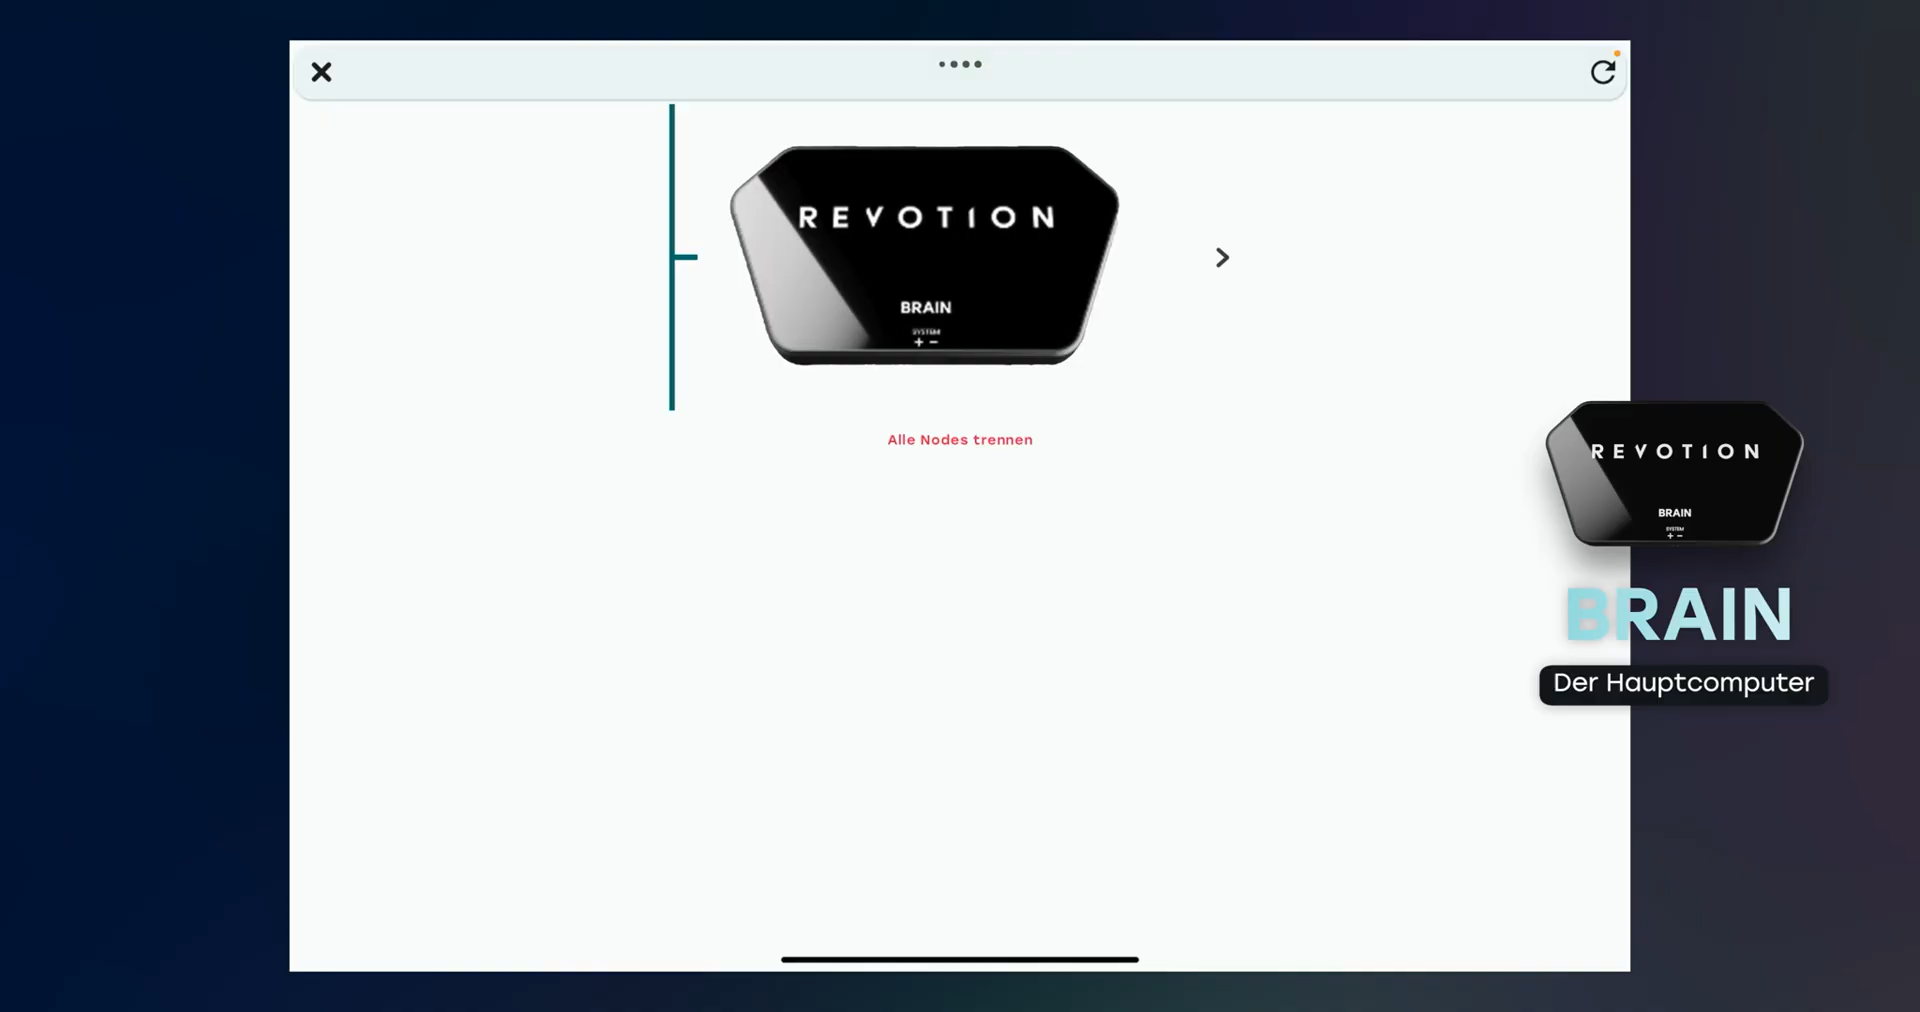 REVOTION
BRAIN
SYSTEM
+ −
Alle Nodes trennen
REVOTION
BRAIN
SYSTEM
+ −
BRAIN
Der Hauptcomputer